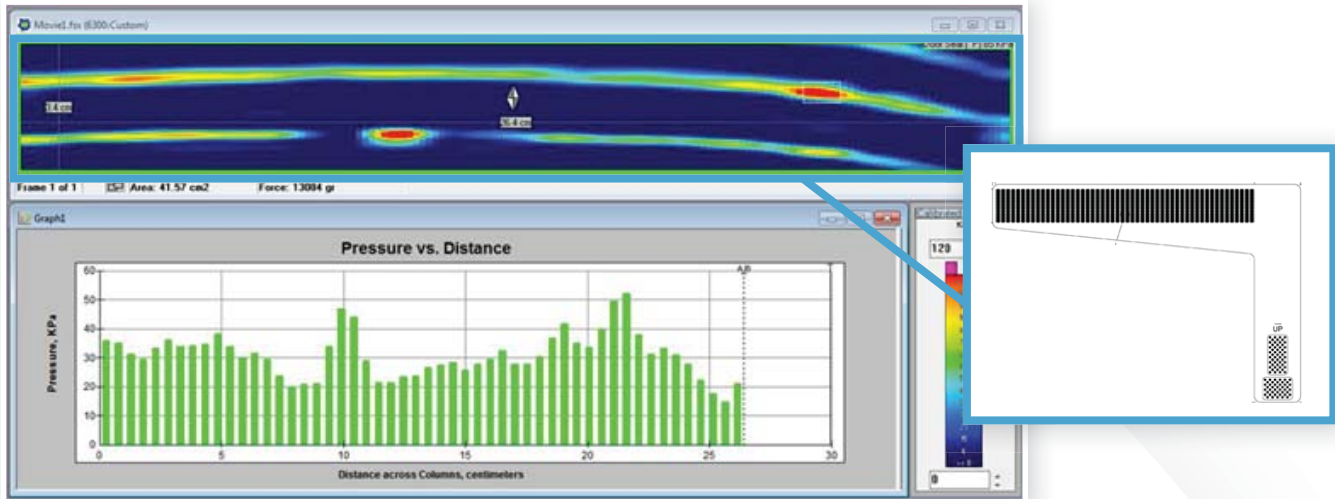 Movie1.fsx (6300:Custom)
3.4 cm
26.4 cm
Frame 1 of 1
Area: 41.57 cm2
Force: 13084 gr
Graph1
Pressure vs. Distance
A,B
Pressure, KPa
60
50
40
30
20
10
0
0
5
10
15
20
25
30
Distance across Columns, centimeters
Calibrated
120
0
UP